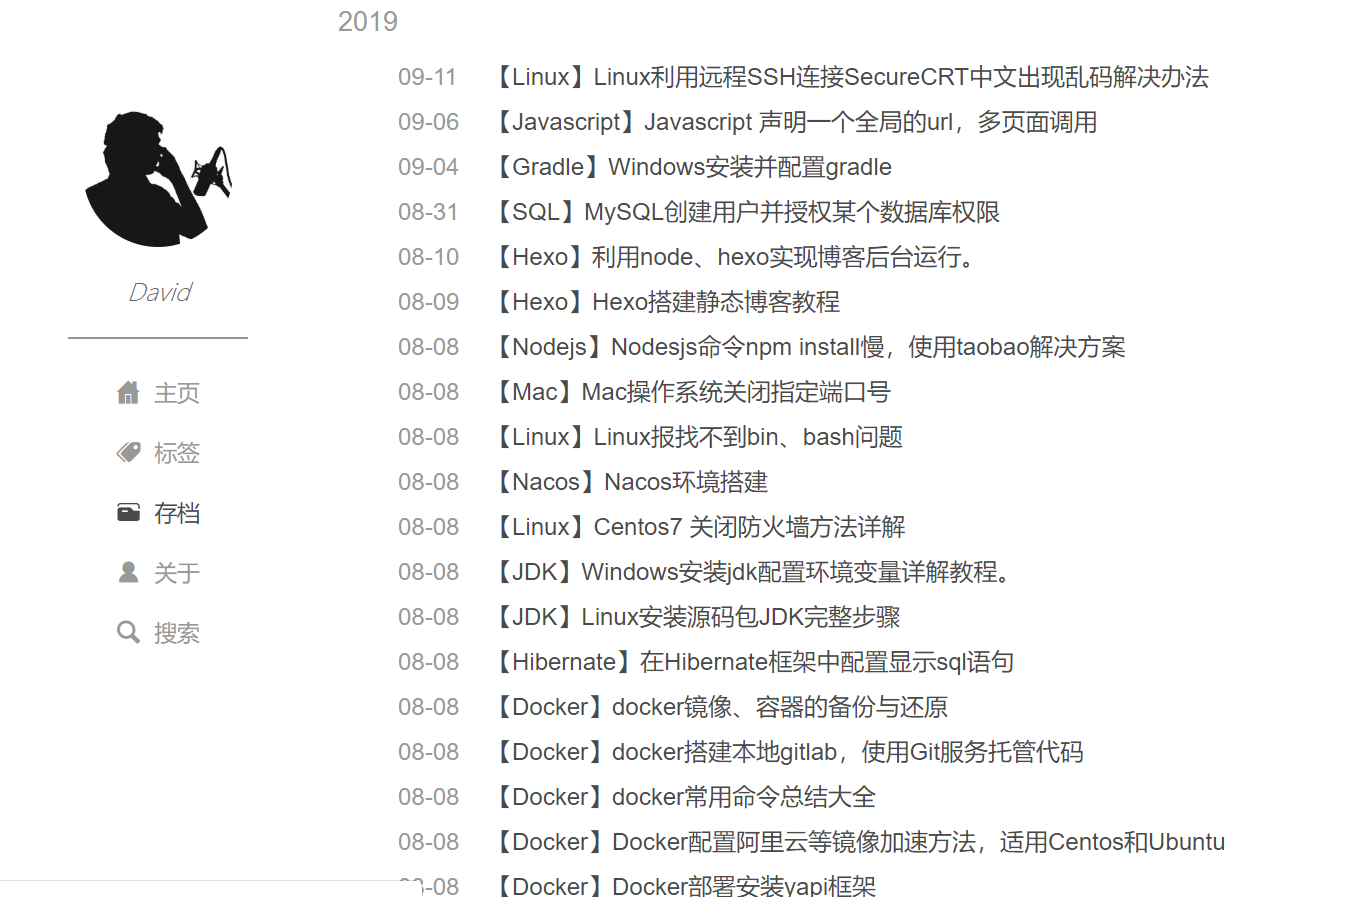 2019
09-11 【Linux】Linux利用远程SSH连接SecureCRT中文出现乱码解决办法
09-06 【Javascript】Javascript 声明一个全局的url，多页面调用
09-04 【Gradle】Windows安装并配置gradle
08-31 【SQL】MySQL创建用户并授权某个数据库权限
08-10 【Hexo】利用node、hexo实现博客后台运行。
08-09 【Hexo】Hexo搭建静态博客教程
08-08 【Nodejs】Nodesjs命令npm install慢，使用taobao解决方案
08-08 【Mac】Mac操作系统关闭指定端口号
08-08 【Linux】Linux报找不到bin、bash问题
08-08 【Nacos】Nacos环境搭建
08-08 【Linux】Centos7 关闭防火墙方法详解
08-08 【JDK】Windows安装jdk配置环境变量详解教程。
08-08 【JDK】Linux安装源码包JDK完整步骤
08-08 【Hibernate】在Hibernate框架中配置显示sql语句
08-08 【Docker】docker镜像、容器的备份与还原
08-08 【Docker】docker搭建本地gitlab，使用Git服务托管代码
08-08 【Docker】docker常用命令总结大全
08-08 【Docker】Docker配置阿里云等镜像加速方法，适用Centos和Ubuntu
-08 【Docker】Docker部署安装yapi框架
David
主页
标签
存档
关于
搜索